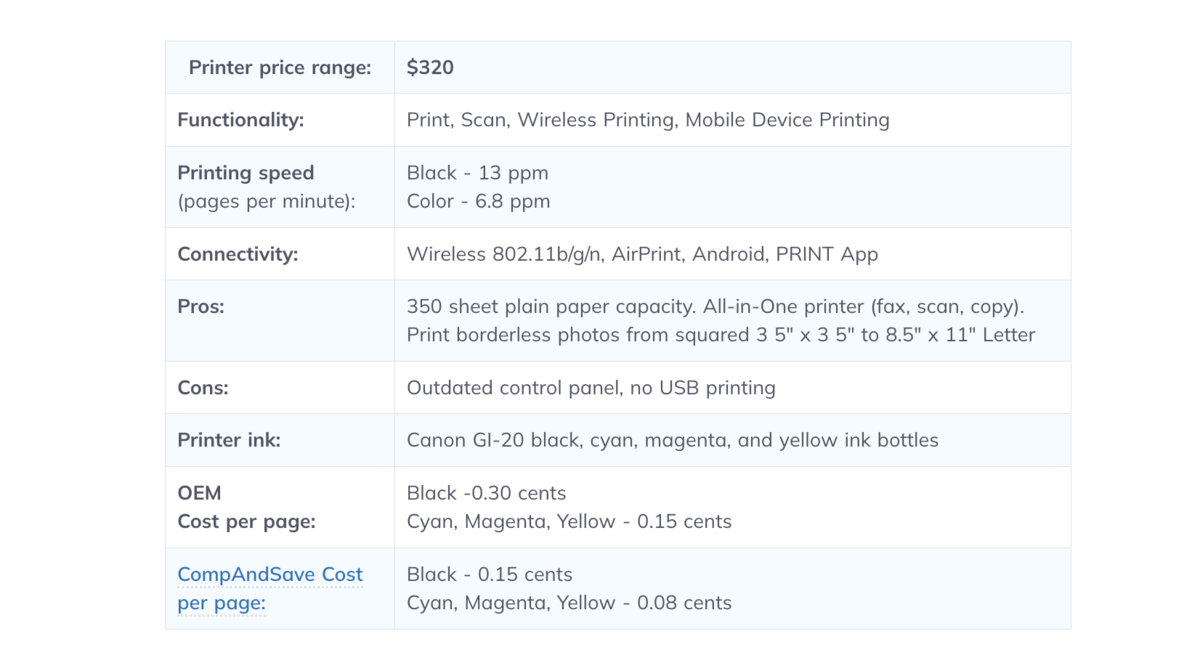 Printer price range: $320
Functionality: Print, Scan, Wireless Printing, Mobile Device Printing
Printing speed
(pages per minute):
Black - 13 ppm
Color - 6.8 ppm
Connectivity: Wireless 802.11b/g/n, AirPrint, Android, PRINT App
Pros:
350 sheet plain paper capacity. All-in-One printer (fax, scan, copy).
Print borderless photos from squared 3 5" x 3 5" to 8.5" x 11" Letter
Cons: Outdated control panel, no USB printing
Printer ink: Canon GI-20 black, cyan, magenta, and yellow ink bottles
OEM
Cost per page:
Black -0.30 cents
Cyan, Magenta, Yellow - 0.15 cents
CompAndSave Cost
per page:
Black - 0.15 cents
Cyan, Magenta, Yellow - 0.08 cents